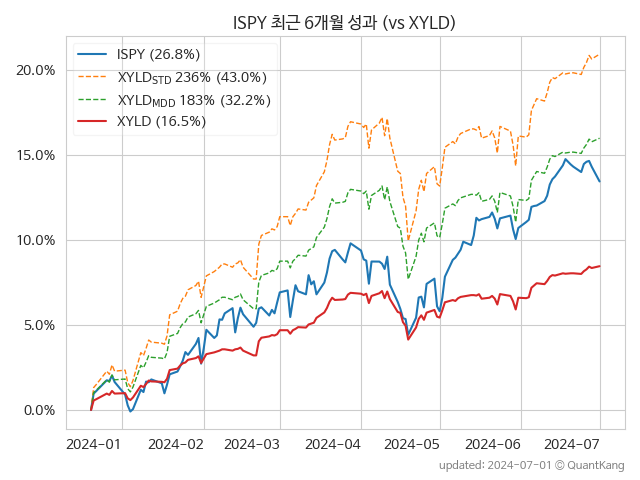 ISPY 최근 6개월 성과 (vs XYLD)
ISPY (26.8%)
XYLD_STD 236% (43.0%)
XYLD_MDD 183% (32.2%)
XYLD (16.5%)
20.0%
15.0%
10.0%
5.0%
0.0%
2024-01 2024-02 2024-03 2024-04 2024-05 2024-06 2024-07
updated: 2024-07-01 © QuantKang